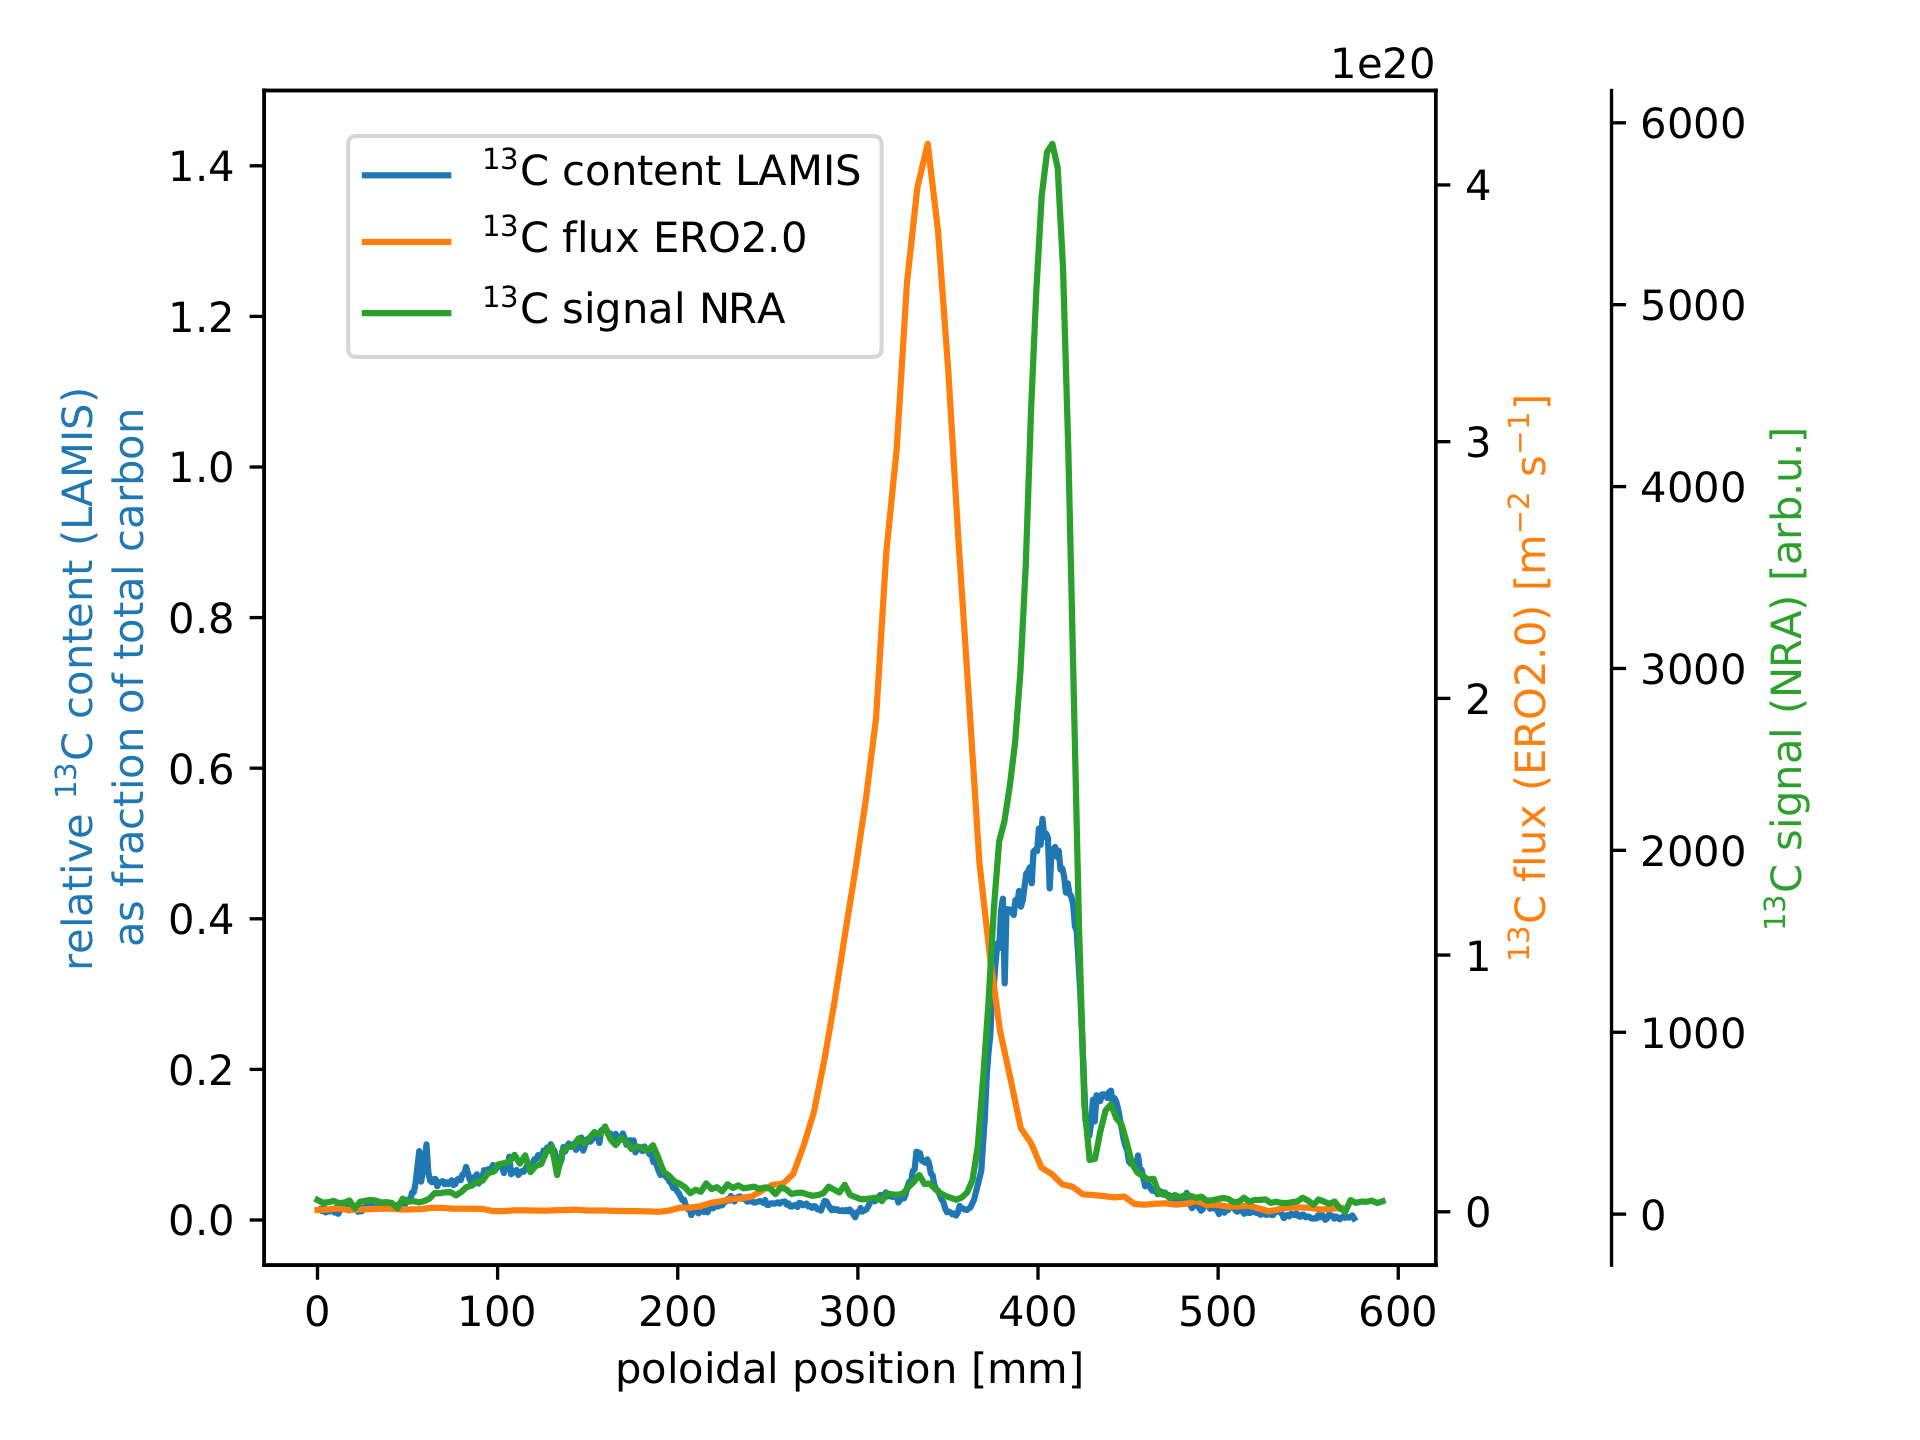 1e20
¹³C content LAMIS
¹³C flux ERO2.0
¹³C signal NRA
relative ¹³C content (LAMIS)
as fraction of total carbon
1.4
1.2
1.0
0.8
0.6
0.4
0.2
0.0
0 100 200 300 400 500 600
poloidal position [mm]
4
3
2
1
0
¹³C flux (ERO2.0) [m⁻² s⁻¹]
6000
5000
4000
3000
2000
1000
0
¹³C signal (NRA) [arb.u.]